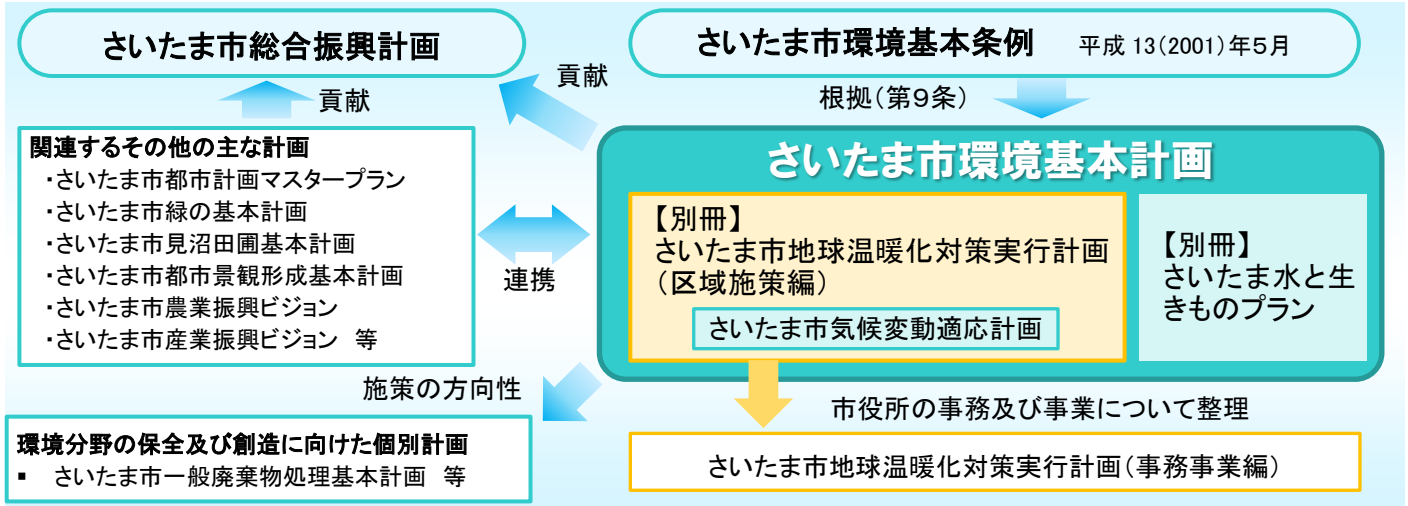 さいたま市総合振興計画
さいたま市環境基本条例　平成13(2001)年5月
貢献
貢献
根拠(第9条)
関連するその他の主な計画
・さいたま市都市計画マスタープラン
・さいたま市緑の基本計画
・さいたま市見沼田圃基本計画
・さいたま市都市景観形成基本計画
・さいたま市農業振興ビジョン
・さいたま市産業振興ビジョン　等
連携
さいたま市環境基本計画
【別冊】
さいたま市地球温暖化対策実行計画
（区域施策編）
さいたま市気候変動適応計画
【別冊】
さいたま水と生
きものプラン
施策の方向性
市役所の事務及び事業について整理
環境分野の保全及び創造に向けた個別計画
▪ さいたま市一般廃棄物処理基本計画　等
さいたま市地球温暖化対策実行計画（事務事業編）